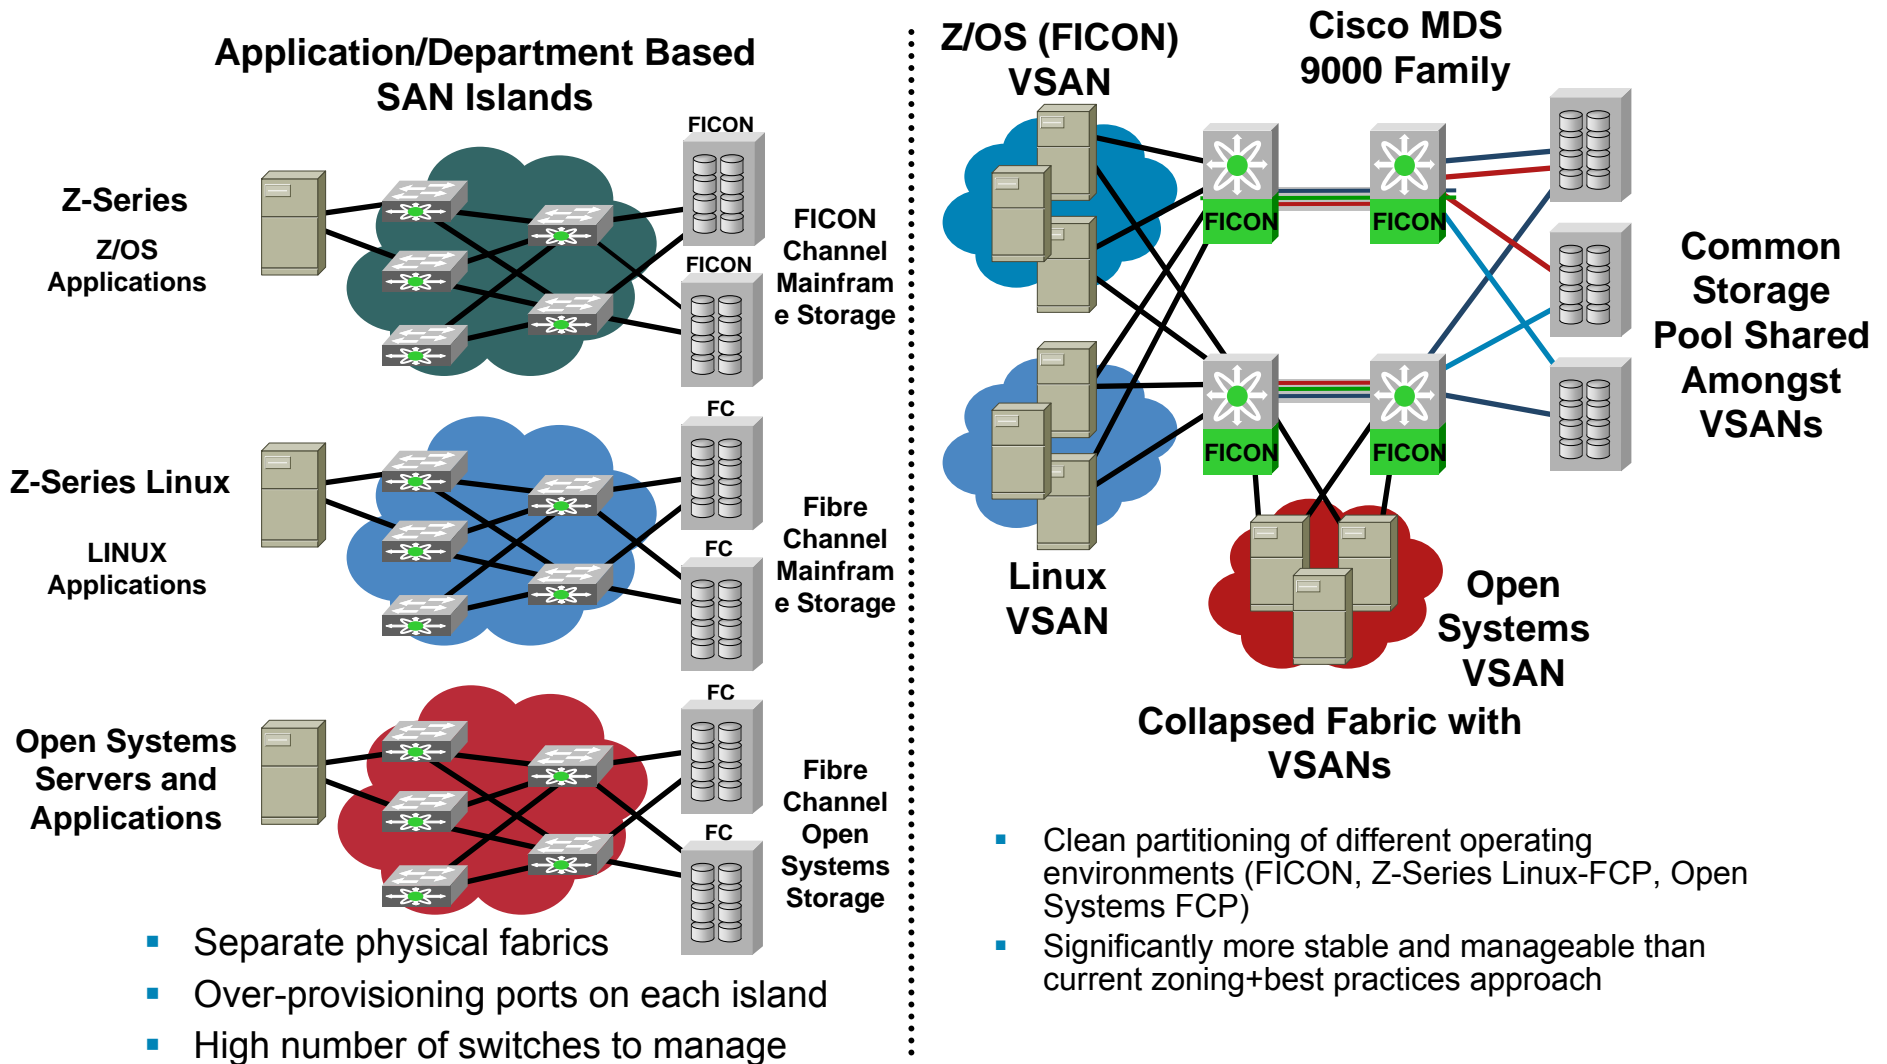 Application/Department Based
SAN Islands
FICON
Z-Series
Z/OS
Applications
FICON
Channel
Mainfram
e Storage
FICON
FC
Z-Series Linux
LINUX
Applications
Fibre
Channel
Mainfram
e Storage
FC
FC
Open Systems
Servers and
Applications
Fibre
Channel
Open
Systems
Storage
FC
Separate physical fabrics
Over-provisioning ports on each island
High number of switches to manage
Z/OS (FICON)
VSAN
Cisco MDS
9000 Family
FICON
FICON
Common
Storage
Pool Shared
Amongst
VSANs
FICON
FICON
Linux
VSAN
Open
Systems
VSAN
Collapsed Fabric with
VSANs
Clean partitioning of different operating
environments (FICON, Z-Series Linux-FCP, Open
Systems FCP)
Significantly more stable and manageable than
current zoning+best practices approach